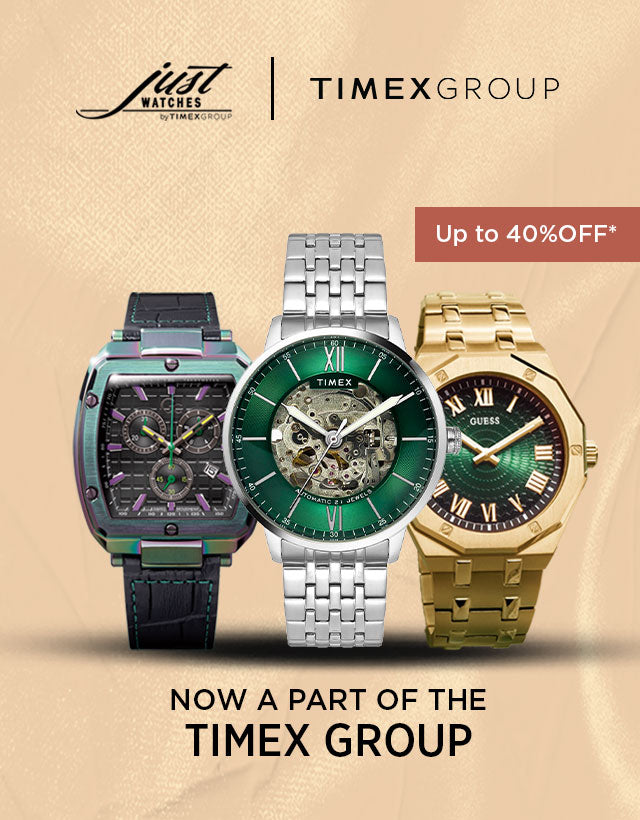 just
WATCHES
by TIMEXGROUP
TIMEXGROUP
Up to 40%OFF*
TIMEX
AUTOMATIC 21 JEWELS
GUESS
NOW A PART OF THE
TIMEX GROUP